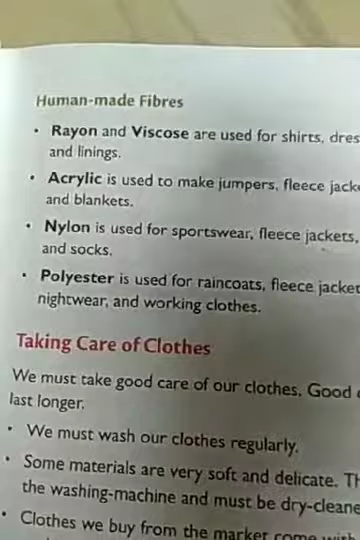 Human-made Fibres
• Rayon and Viscose are used for shirts, dres
and linings.
• Acrylic is used to make jumpers, fleece jack
and blankets.
• Nylon is used for sportswear, fleece jackets,
and socks.
• Polyester is used for raincoats, fleece jacket
nightwear, and working clothes.
Taking Care of Clothes
We must take good care of our clothes. Good
last longer.
• We must wash our clothes regularly.
• Some materials are very soft and delicate. Th
the washing-machine and must be dry-cleane
• Clothes we buy from the market come with